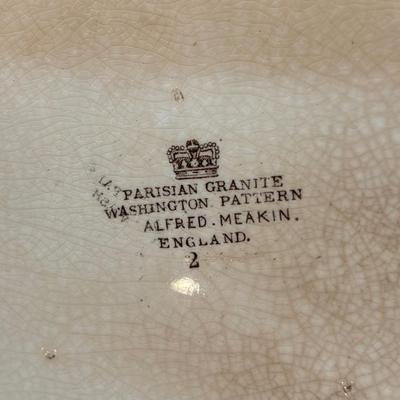 PARISIAN GRANITE
WASHINGTON PATTERN
ALFRED. MEAKIN.
ENGLAND.
2